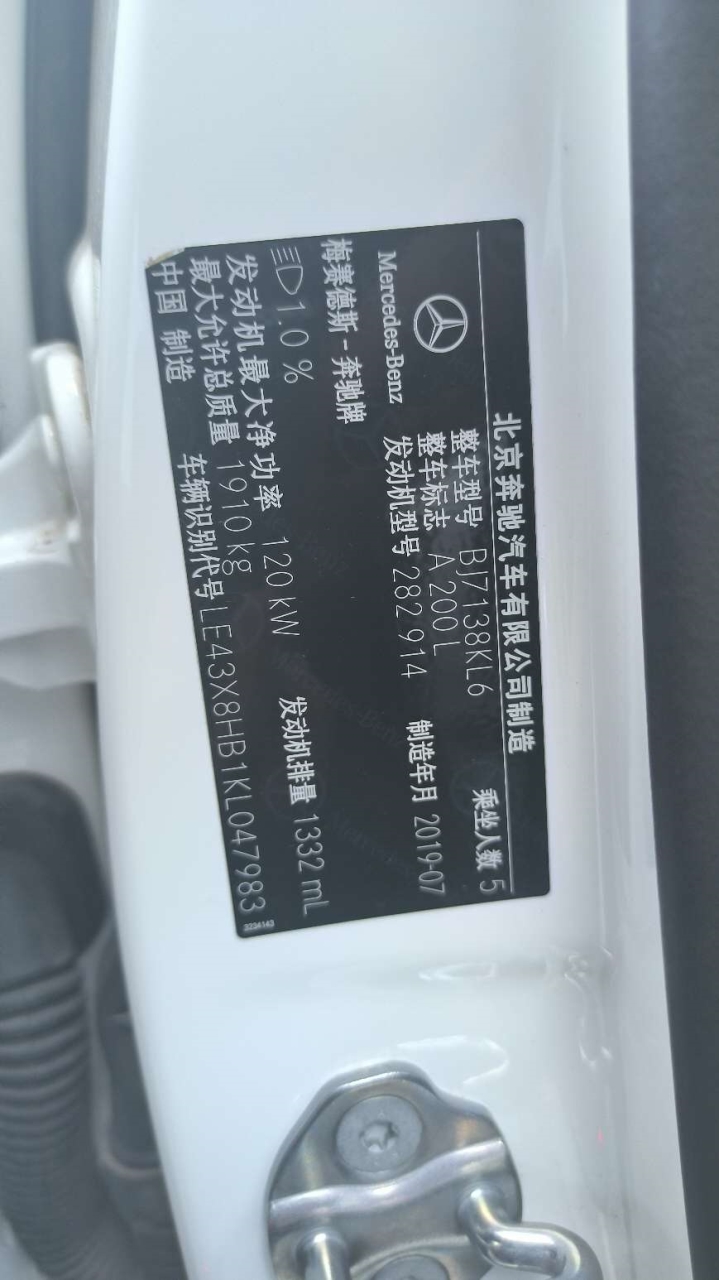 北京奔驰汽车有限公司制造
Mercedes-Benz
整车型号 BJ7138KL6 乘坐人数 5
整车标志 A 200 L
发动机型号 282 914 制造年月 2019-07
梅赛德斯-奔驰牌
1.0 %
发动机最大净功率 120 kW 发动机排量 1332 mL
最大允许总质量 1910 kg
中国 制造 车辆识别代号 LE43X8HB1KL047983